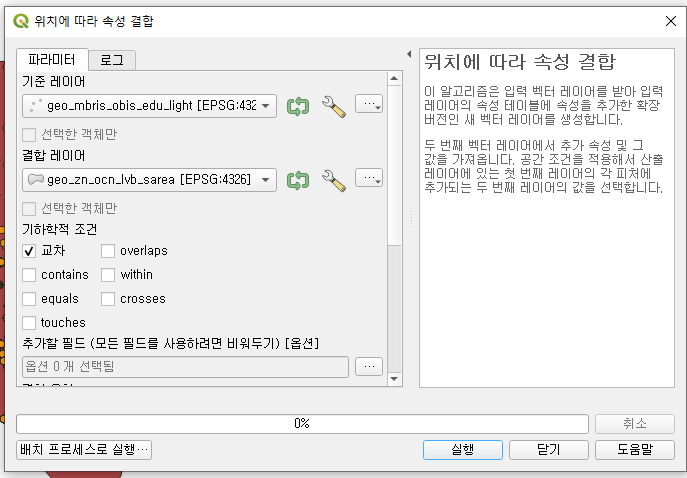 위치에 따라 속성 결합
파라미터
로그
기준 레이어
geo_mbris_obis_edu_light [EPSG:432
선택한 객체만
결합 레이어
geo_zn_ocn_lvb_sarea [EPSG:4326]
선택한 객체만
기하학적 조건
교차
overlaps
contains
within
equals
crosses
touches
추가할 필드 (모든 필드를 사용하려면 비워두기) [옵션]
옵션 0 개 선택됨
…
위치에 따라 속성 결합
이 알고리즘은 입력 벡터 레이어를 받아 입력
레이어의 속성 테이블에 속성을 추가한 확장
버전인 새 벡터 레이어를 생성합니다.
두 번째 벡터 레이어에서 추가 속성 및 그
값을 가져옵니다. 공간 조건을 적용해서 산출
레이어에 있는 첫 번째 레이어의 각 피처에
추가되는 두 번째 레이어의 값을 선택합니다.
0%
취소
배치 프로세스로 실행…
실행
닫기
도움말